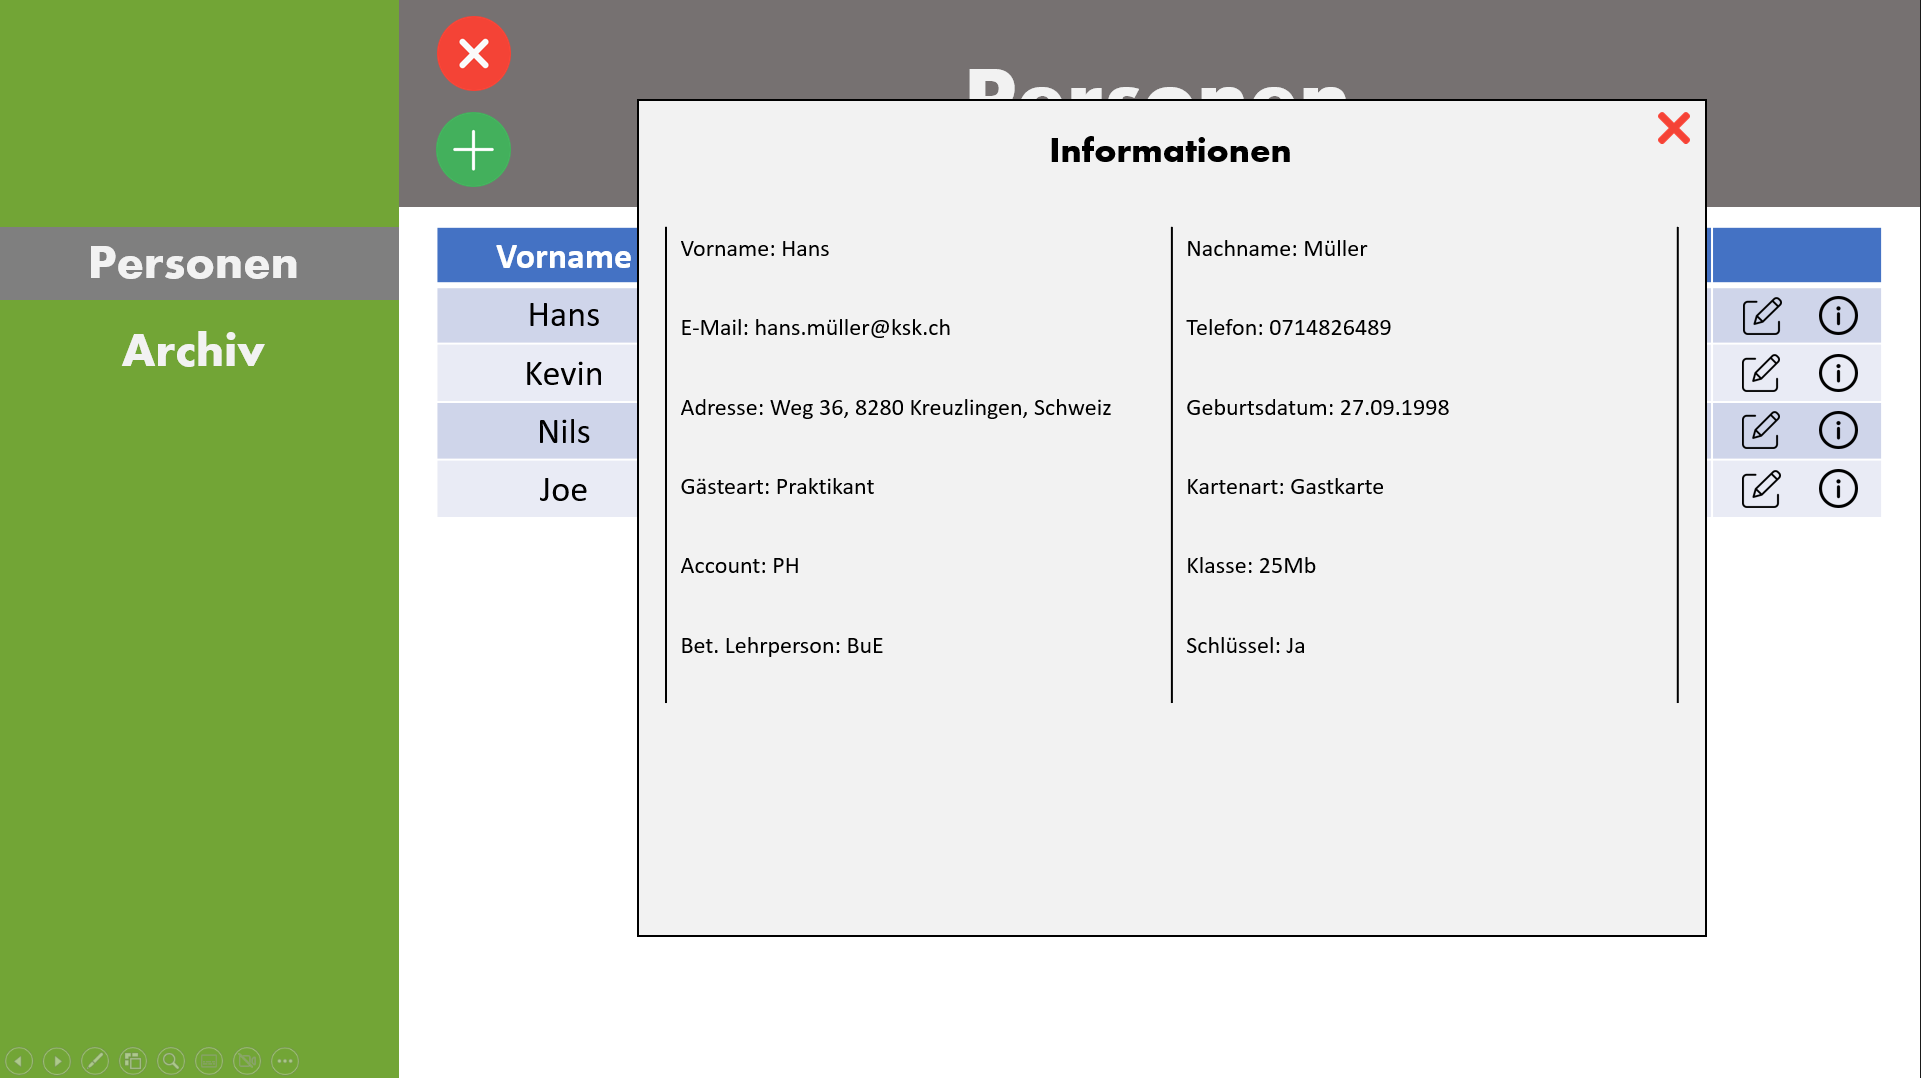 Personen
Personen
Archiv
Vorname
Hans
Kevin
Nils
Joe
Informationen
Vorname: Hans
Nachname: Müller
E-Mail: hans.müller@ksk.ch
Telefon: 0714826489
Adresse: Weg 36, 8280 Kreuzlingen, Schweiz
Geburtsdatum: 27.09.1998
Gästeart: Praktikant
Kartenart: Gastkarte
Account: PH
Klasse: 25Mb
Bet. Lehrperson: BuE
Schlüssel: Ja